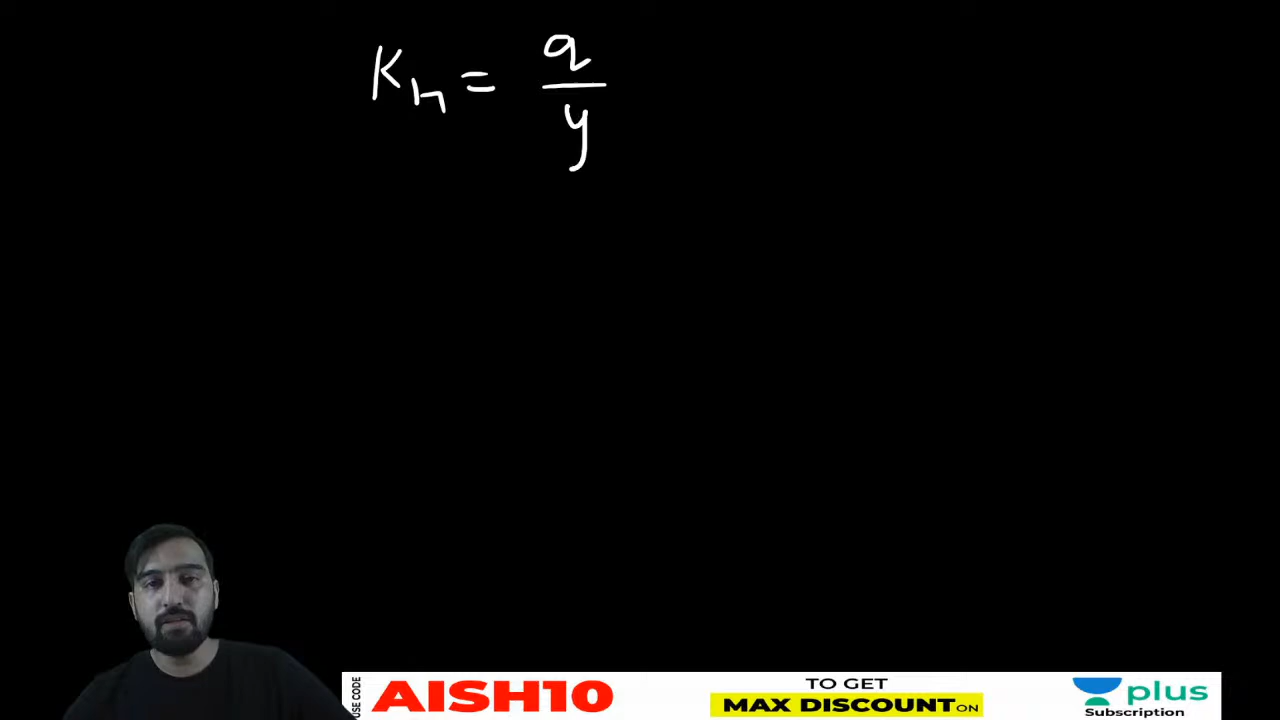 Kh = q/y
USE CODE
AISH10
TO GET
MAX DISCOUNT ON
plus
Subscription